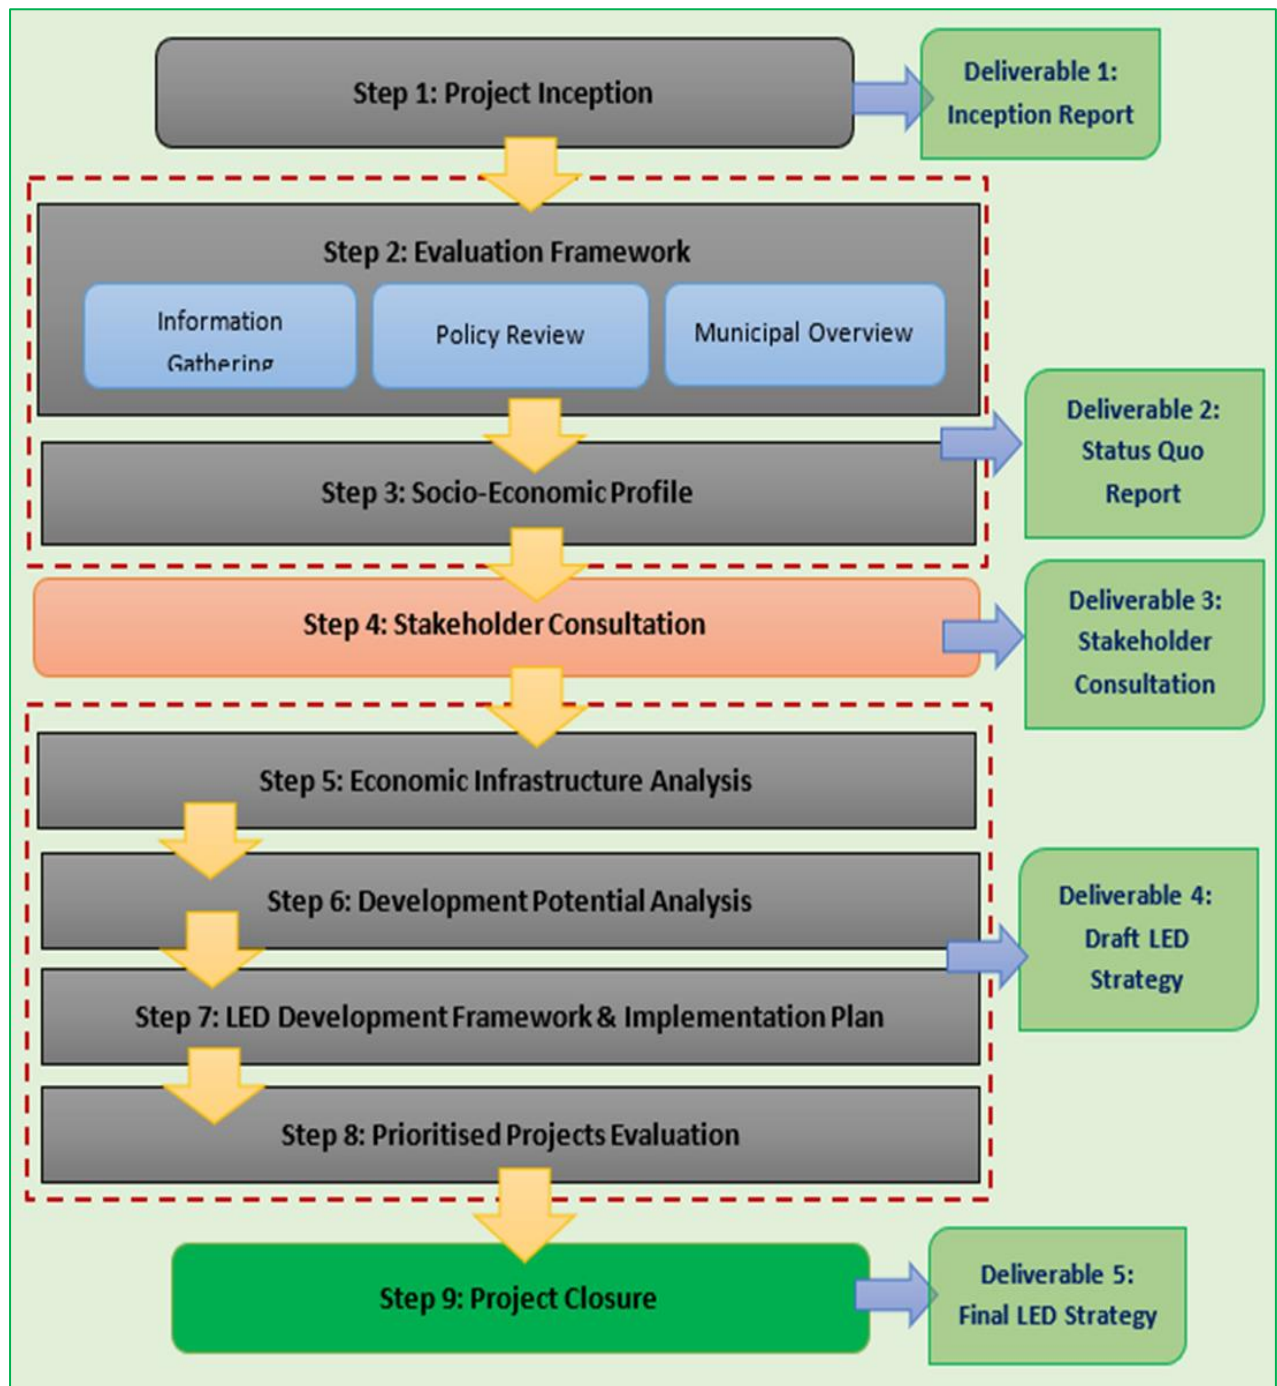 Step 1: Project Inception
Deliverable 1:
Inception Report
Step 2: Evaluation Framework
Information
Gathering
Policy Review
Municipal Overview
Deliverable 2:
Status Quo
Report
Step 3: Socio-Economic Profile
Step 4: Stakeholder Consultation
Deliverable 3:
Stakeholder
Consultation
Step 5: Economic Infrastructure Analysis
Step 6: Development Potential Analysis
Deliverable 4:
Draft LED
Strategy
Step 7: LED Development Framework & Implementation Plan
Step 8: Prioritised Projects Evaluation
Step 9: Project Closure
Deliverable 5:
Final LED Strategy